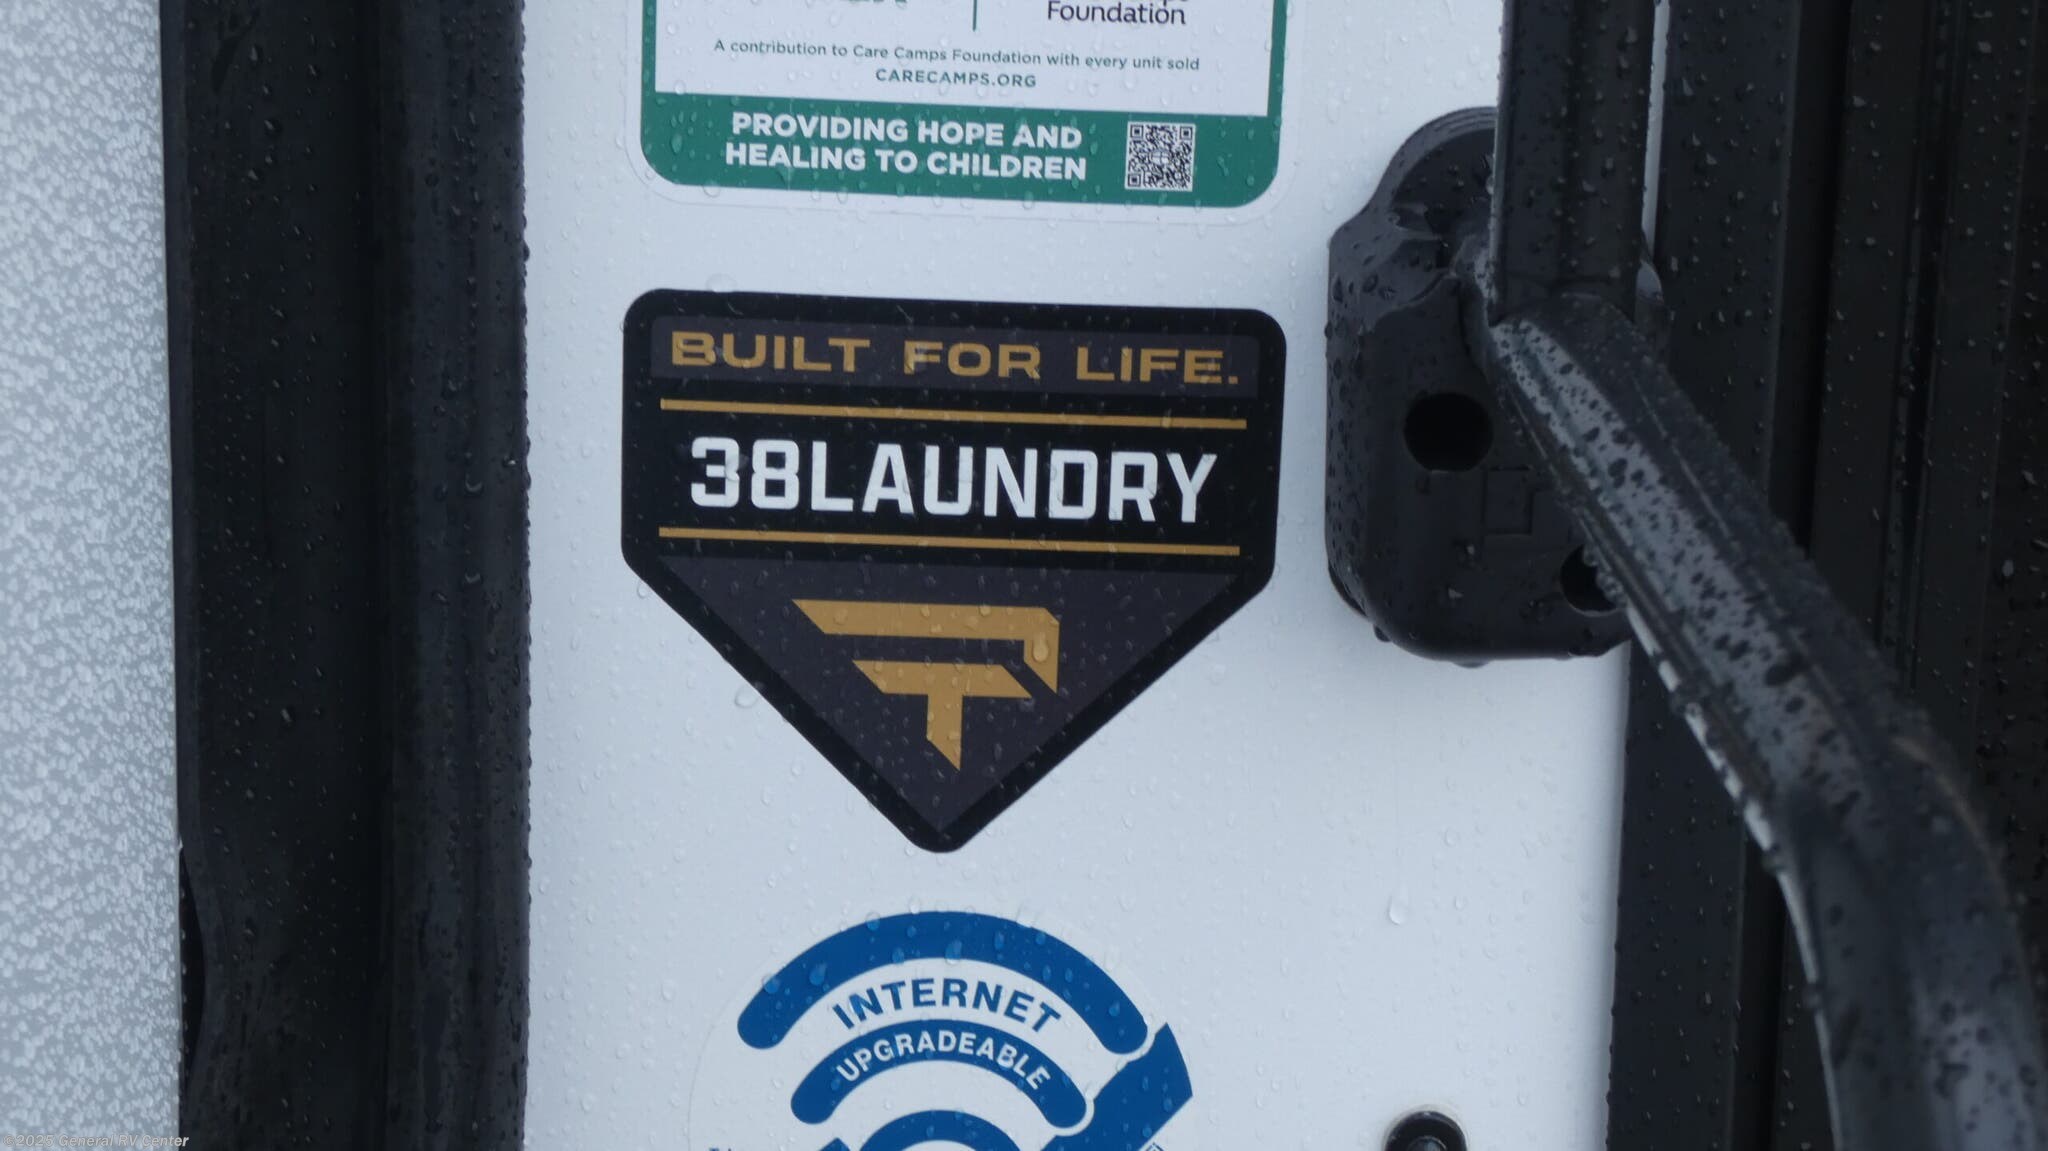 Foundation
A contribution to Care Camps Foundation with every unit sold
CARECAMPS.ORG
PROVIDING HOPE AND
HEALING TO CHILDREN
BUILT FOR LIFE.
38LAUNDRY
INTERNET
UPGRADEABLE
©2025 General RV Center